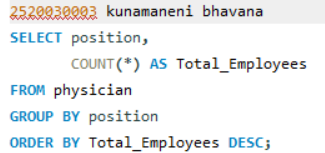 2520030003 kunamaneni bhavana
SELECT position,
COUNT(*) AS Total_Employees
FROM physician
GROUP BY position
ORDER BY Total_Employees DESC;